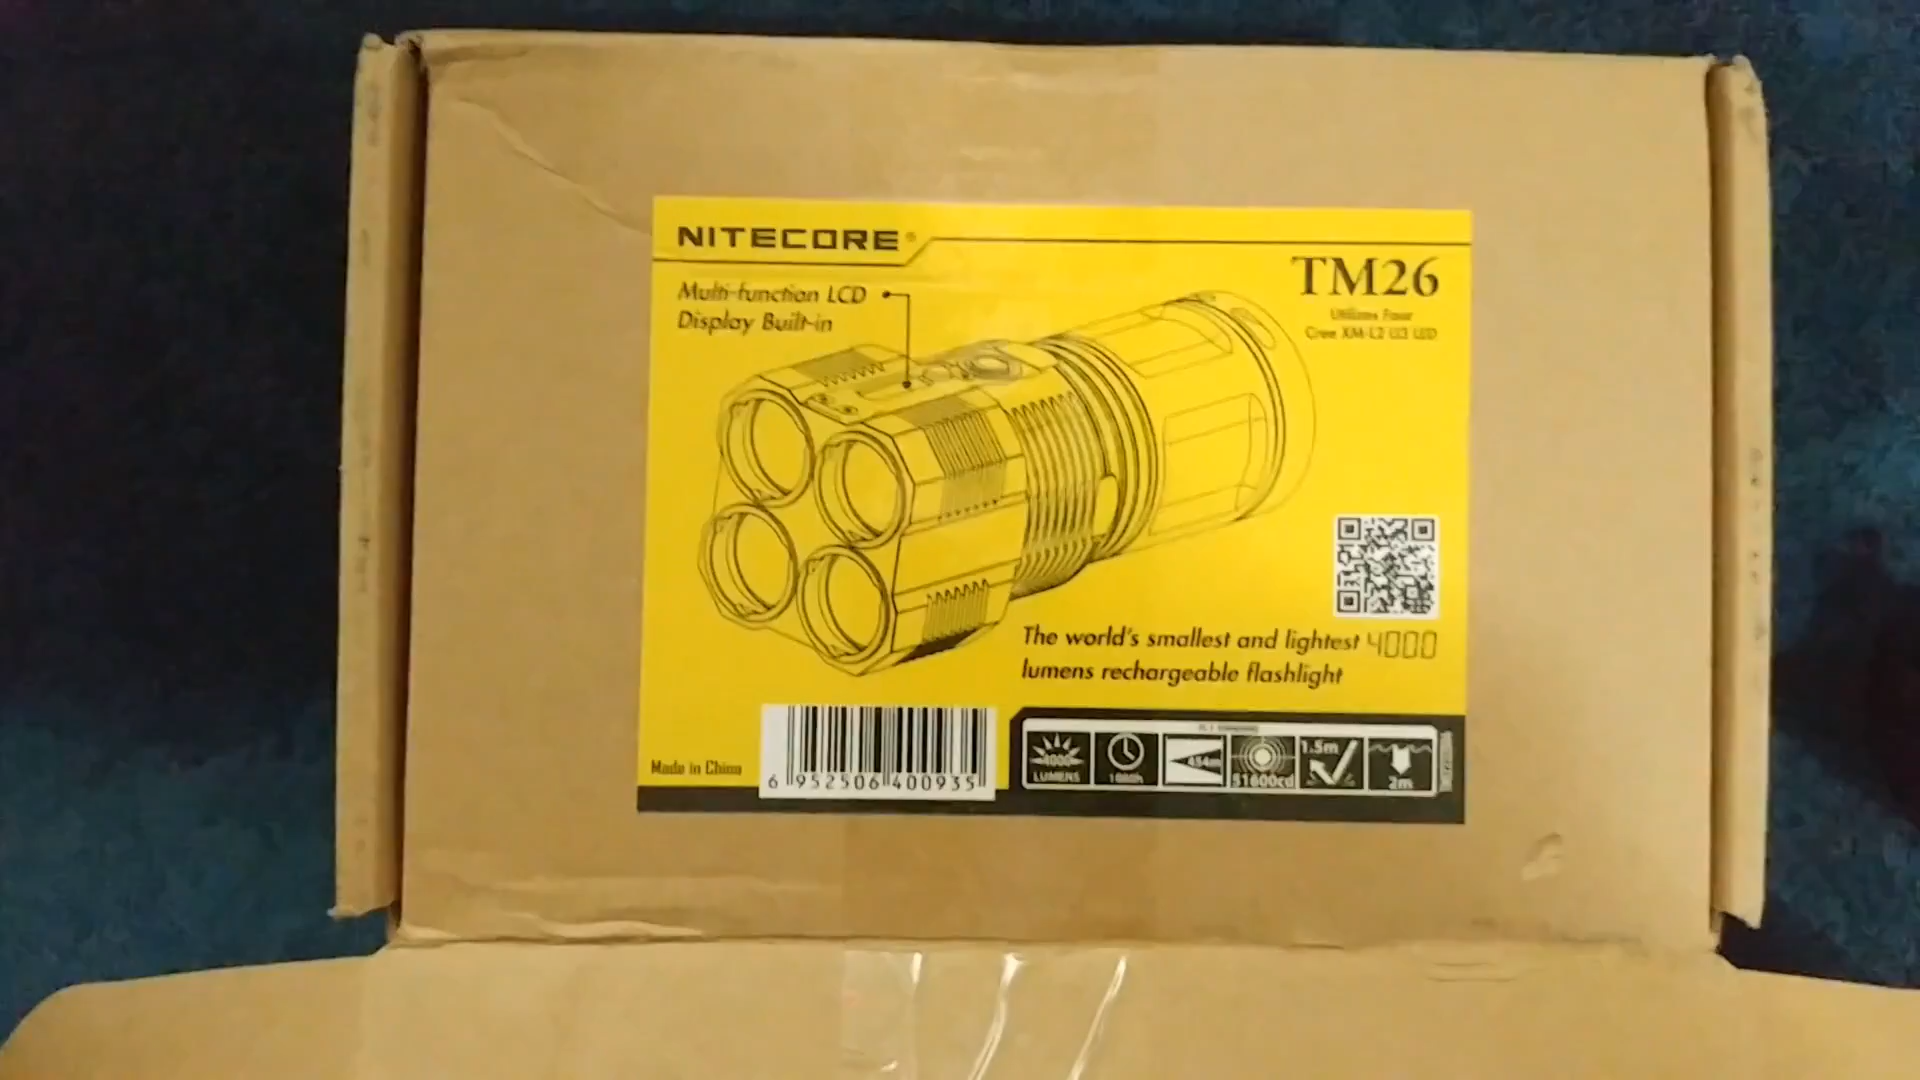 NITECORE®
TM26
Utilizes Four
Cree XM-L2 U3 LED
Multi-function LCD
Display Built-in
The world's smallest and lightest 4000
lumens rechargeable flashlight
Made in China
6 952506 400935
4000
LUMENS
1000h
454m
51600cd
1.5m
2m